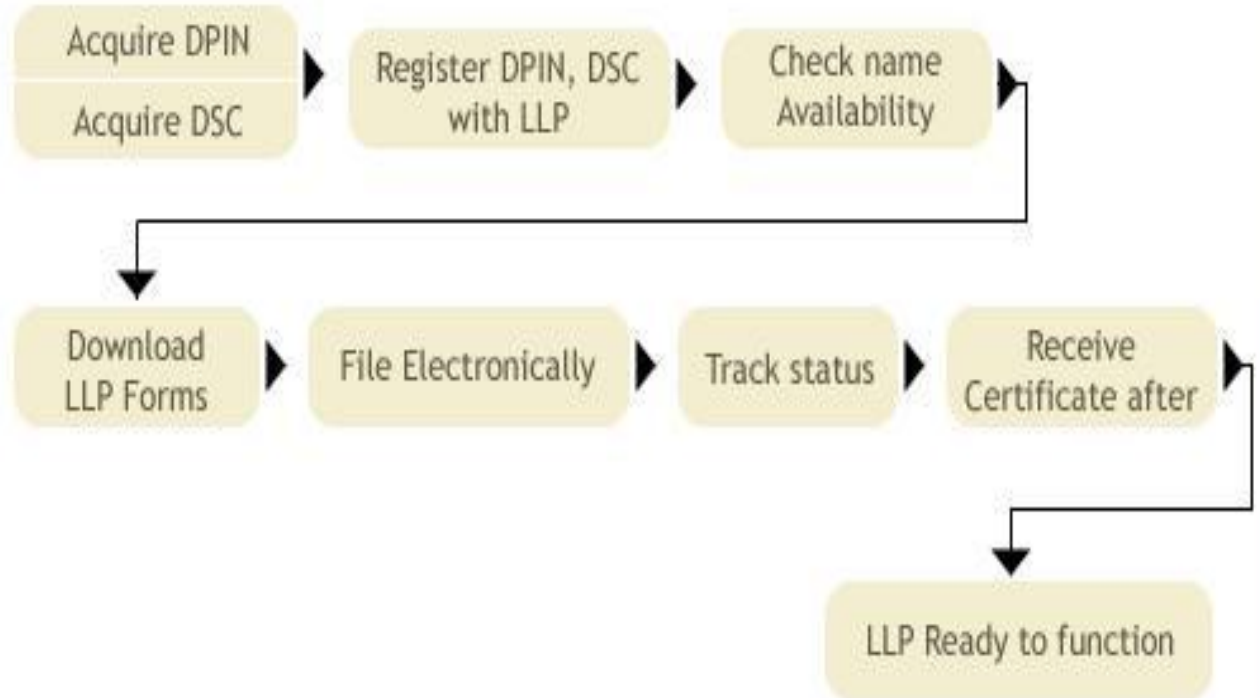 Acquire DPIN
Acquire DSC
Register DPIN, DSC
with LLP
Check name
Availability
Download
LLP Forms
File Electronically
Track status
Receive
Certificate after
LLP Ready to function